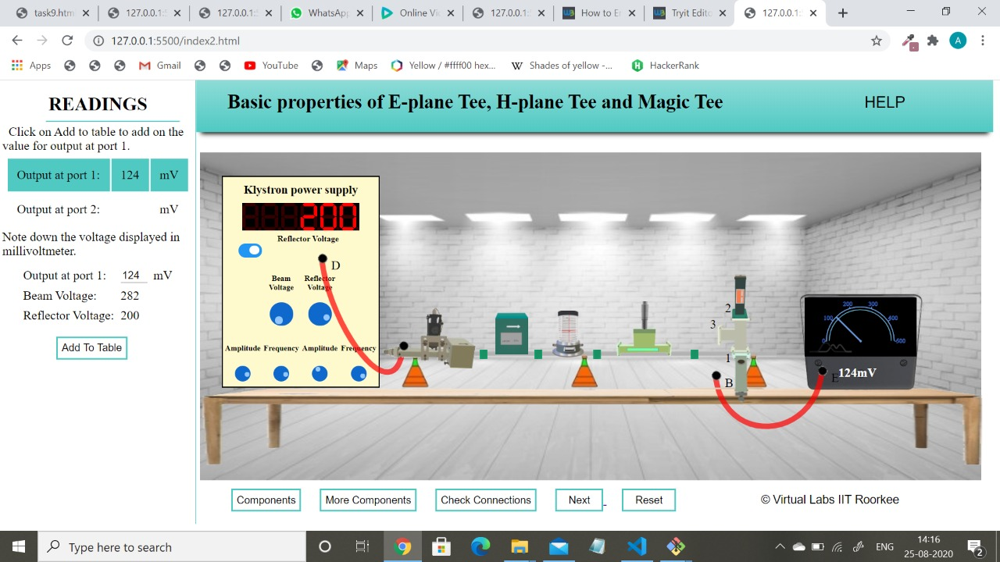 task9.htm
127.0.0.1:
127.0.0.1:
WhatsApp
Online Vi
127.0.0.1:
How to E
Tryit Edito
127.0.0.1:
127.0.0.1:5500/index2.html
A
Apps
Gmail
YouTube
Maps
Yellow / #ffff00 hex...
Shades of yellow -...
HackerRank
READINGS
Click on Add to table to add on the
value for output at port 1.
Output at port 1: 124 mV
Output at port 2: mV
Note down the voltage displayed in
millivoltmeter.
Output at port 1: 124 mV
Beam Voltage: 282
Reflector Voltage: 200
Add To Table
Basic properties of E-plane Tee, H-plane Tee and Magic Tee
HELP
Klystron power supply
200
Reflector Voltage
D
Beam Voltage
Reflector Voltage
Amplitude Frequency Amplitude Frequency
2
3
1
B
0 100 200 300 400 500
E
124mV
Components
More Components
Check Connections
Next
Reset
© Virtual Labs IIT Roorkee
Type here to search
ENG
14:16
25-08-2020
2